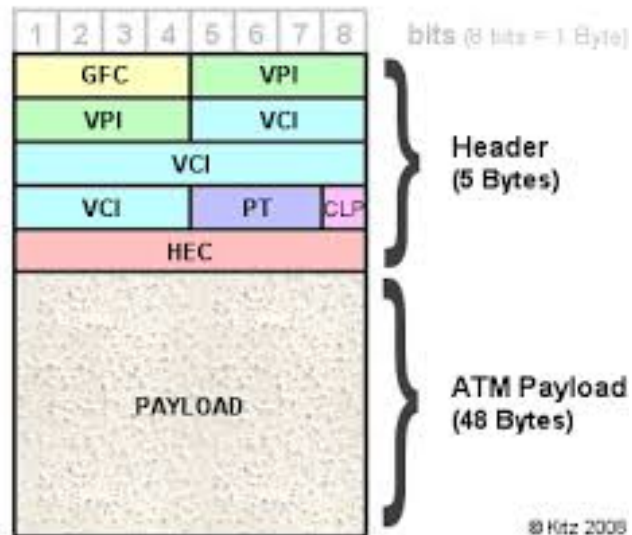 1 2 3 4 5 6 7 8 bits (8 bits = 1 Byte)
GFC VPI
VPI VCI
VCI
VCI PT CLP
HEC
Header
(5 Bytes)
PAYLOAD
ATM Payload
(48 Bytes)
© Kitz 2008